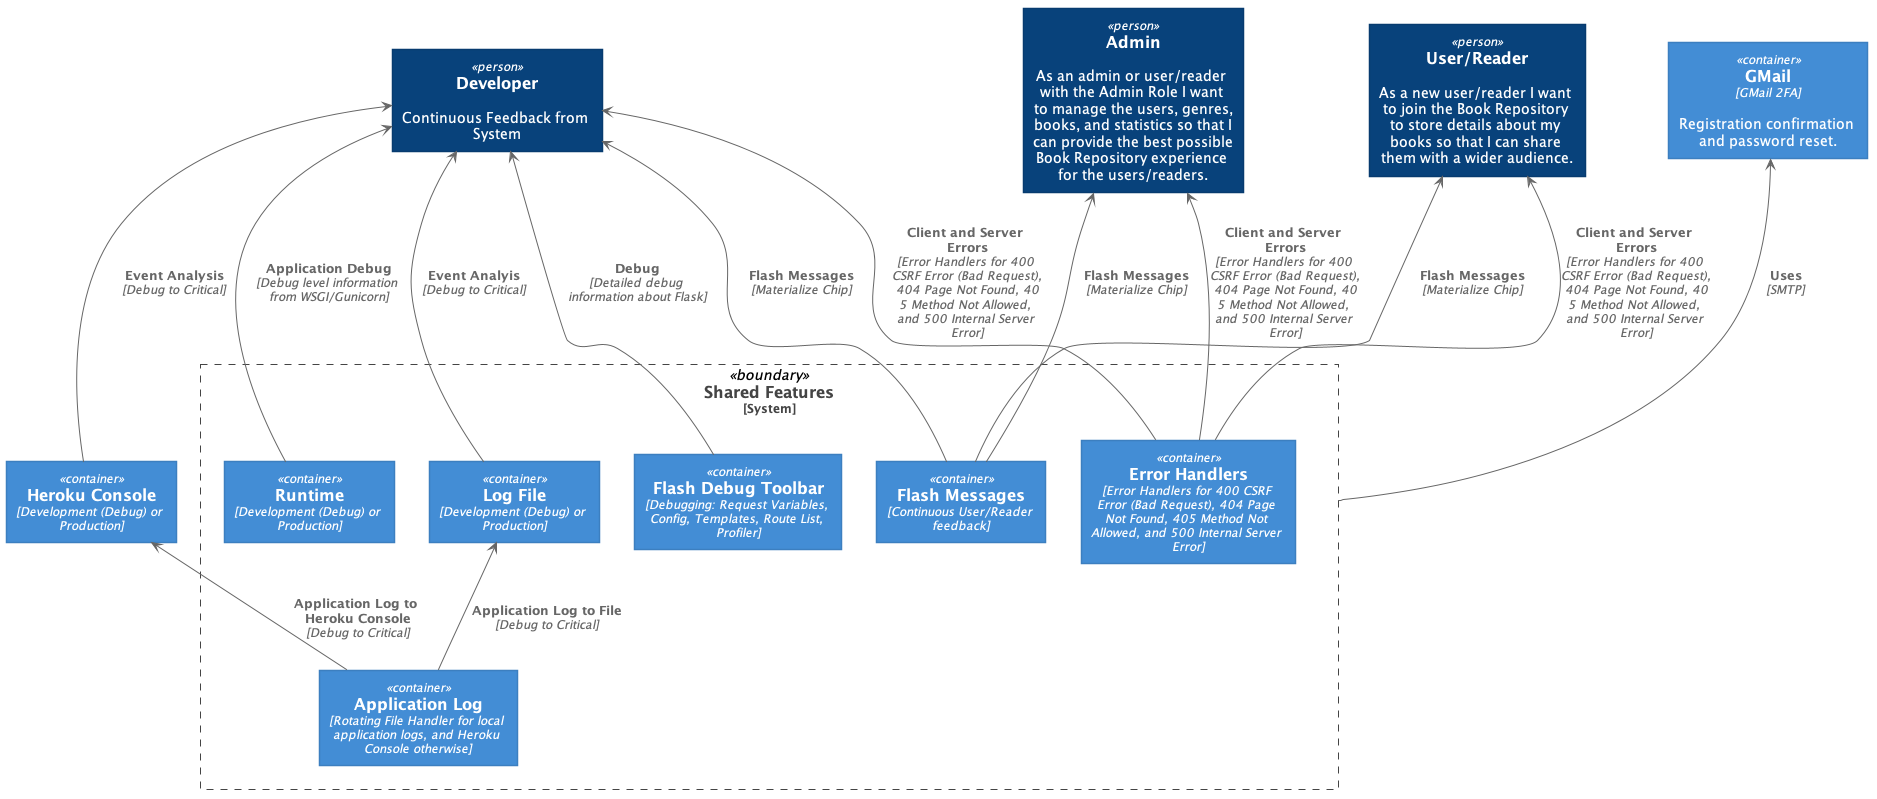 «person»
Developer
Continuous Feedback from
System
«person»
Admin
As an admin or user/reader
with the Admin Role I want
to manage the users, genres,
books, and statistics so that I
can provide the best possible
Book Repository experience
for the users/readers.
«person»
User/Reader
As a new user/reader I want
to join the Book Repository
to store details about my
books so that I can share
them with a wider audience.
«container»
GMail
[GMail 2FA]
Registration confirmation
and password reset.
Event Analysis
[Debug to Critical]
Application Debug
[Debug level information
from WSGI/Gunicorn]
Event Analyis
[Debug to Critical]
Debug
[Detailed debug
information about Flask]
Flash Messages
[Materialize Chip]
Client and Server
Errors
[Error Handlers for 400
CSRF Error (Bad Request),
404 Page Not Found, 40
5 Method Not Allowed,
and 500 Internal Server
Error]
Flash Messages
[Materialize Chip]
Client and Server
Errors
[Error Handlers for 400
CSRF Error (Bad Request),
404 Page Not Found, 40
5 Method Not Allowed,
and 500 Internal Server
Error]
Flash Messages
[Materialize Chip]
Client and Server
Errors
[Error Handlers for 400
CSRF Error (Bad Request),
404 Page Not Found, 40
5 Method Not Allowed,
and 500 Internal Server
Error]
Uses
[SMTP]
«boundary»
Shared Features
[System]
«container»
Heroku Console
[Development (Debug) or
Production]
«container»
Runtime
[Development (Debug) or
Production]
«container»
Log File
[Development (Debug) or
Production]
«container»
Flash Debug Toolbar
[Debugging: Request Variables,
Config, Templates, Route List,
Profiler]
«container»
Flash Messages
[Continuous User/Reader
feedback]
«container»
Error Handlers
[Error Handlers for 400 CSRF
Error (Bad Request), 404 Page
Not Found, 405 Method Not
Allowed, and 500 Internal Server
Error]
Application Log to
Heroku Console
[Debug to Critical]
Application Log to File
[Debug to Critical]
«container»
Application Log
[Rotating File Handler for local
application logs, and Heroku
Console otherwise]